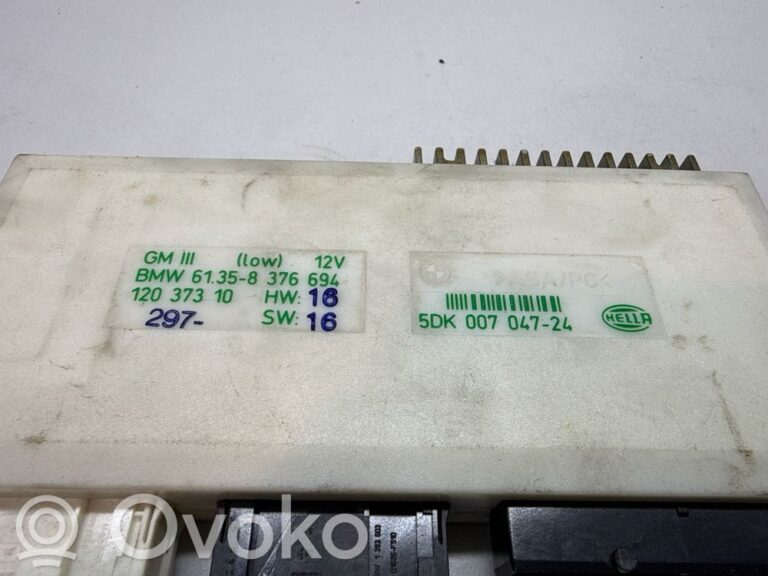 GM III (low) 12V
BMW 61.35-8 376 694
120 373 10 HW: 16
297- SW: 16
5DK 007 047-24
HELLA
Ovoko